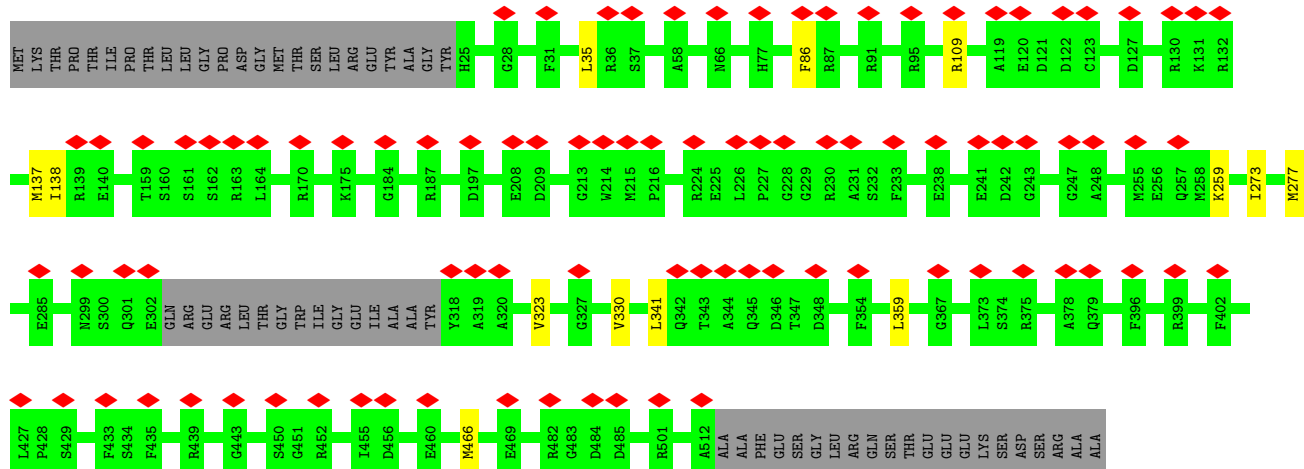 MET LYS THR PRO THR ILE PRO THR LEU LEU GLY PRO ASP GLY MET THR SER LEU ARG GLU TYR ALA GLY TYR H25 G28 F31 L35 R36 S37 A58 N66 H77 F86 R87 R91 R95 R109 A119 E120 D121 D122 C123 D127 R130 K131 R132
M137 I138 R139 E140 T159 S160 S161 S162 R163 L164 R170 K175 G184 R187 D197 E208 D209 G213 W214 M215 P216 R224 E225 L226 P227 G228 G229 R230 A231 S232 F233 E238 E241 D242 G243 G247 A248 M255 E256 Q257 M258 K259 I273 M277
E285 N299 S300 Q301 E302 GLN ARG GLU ARG LEU THR GLY TRP ILE GLY GLU ILE ALA ALA TYR Y318 A319 A320 V323 G327 V330 L341 Q342 T343 A344 Q345 D346 T347 D348 F354 L359 G367 L373 S374 R375 A378 Q379 F396 R399 F402
L427 P428 S429 F433 S434 F435 R439 G443 S450 G451 R452 I455 D456 E460 M466 E469 R482 G483 D484 D485 R501 A512 ALA ALA PHE GLU SER GLY LEU ARG GLN SER THR GLU GLU GLU LYS SER ASP SER ARG ALA ALA